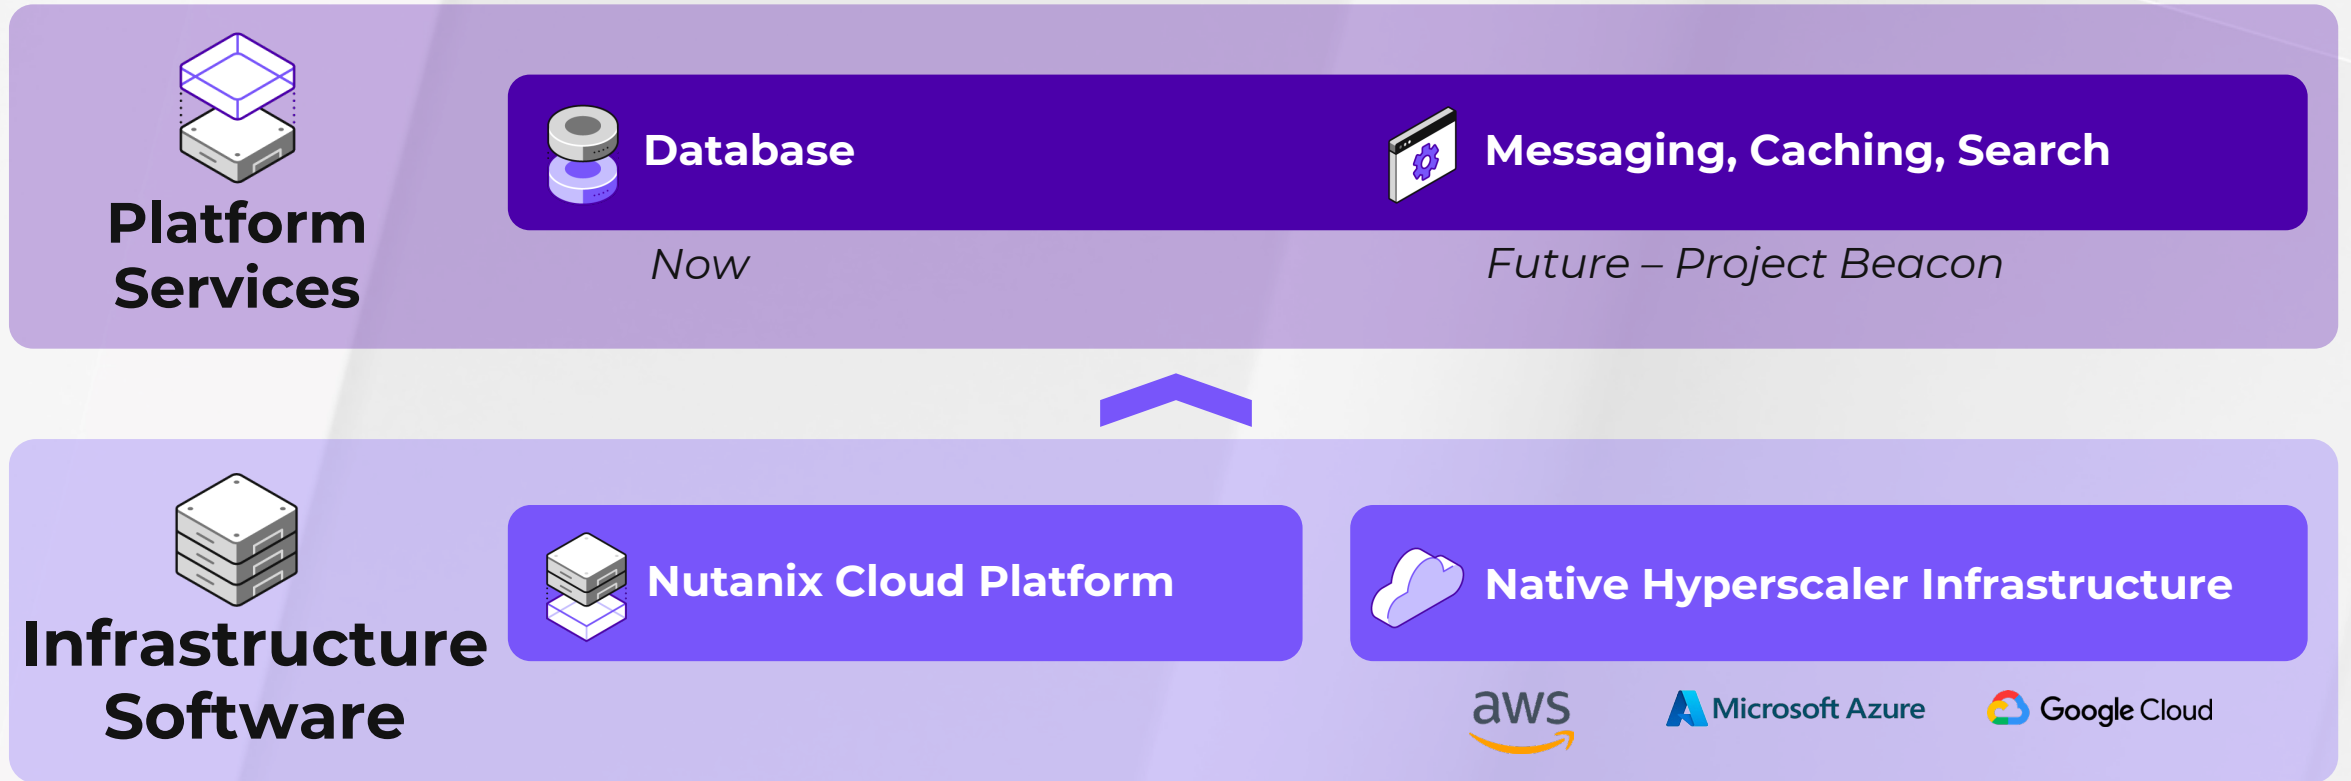 Platform
Services
Database
Messaging, Caching, Search
Now
Future – Project Beacon
Infrastructure
Software
Nutanix Cloud Platform
Native Hyperscaler Infrastructure
aws
Microsoft Azure
Google Cloud